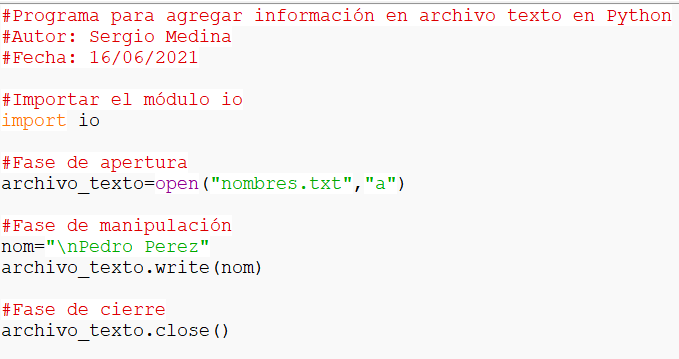 #Programa para agregar información en archivo texto en Python
#Autor: Sergio Medina
#Fecha: 16/06/2021
#Importar el módulo io
import io
#Fase de apertura
archivo_texto=open("nombres.txt","a")
#Fase de manipulación
nom="\nPedro Perez"
archivo_texto.write(nom)
#Fase de cierre
archivo_texto.close()